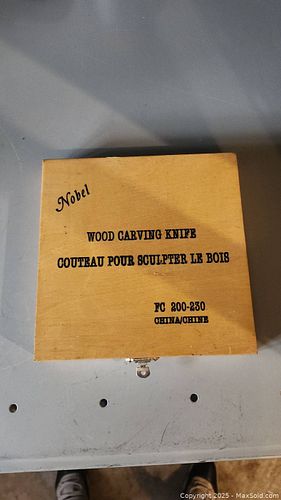 Nobel
WOOD CARVING KNIFE
COUTEAU POUR SCULPTER LE BOIS
FC 200-230
CHINA/CHINE
Copyright 2025 - MaxSold.com